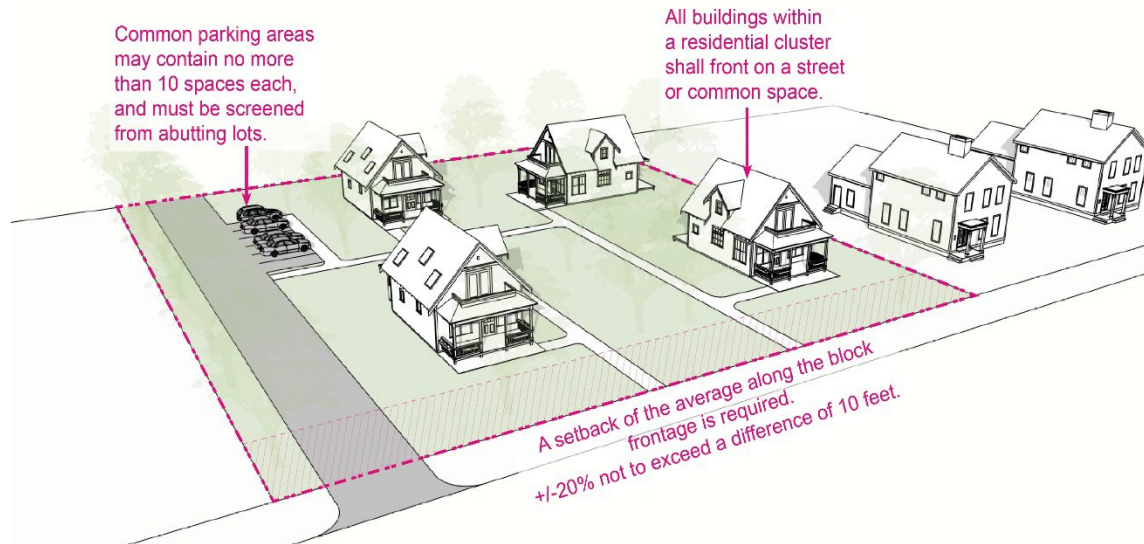 Common parking areas
may contain no more
than 10 spaces each,
and must be screened
from abutting lots.
All buildings within
a residential cluster
shall front on a street
or common space.
A setback of the average along the block
frontage is required.
+/-20% not to exceed a difference of 10 feet.